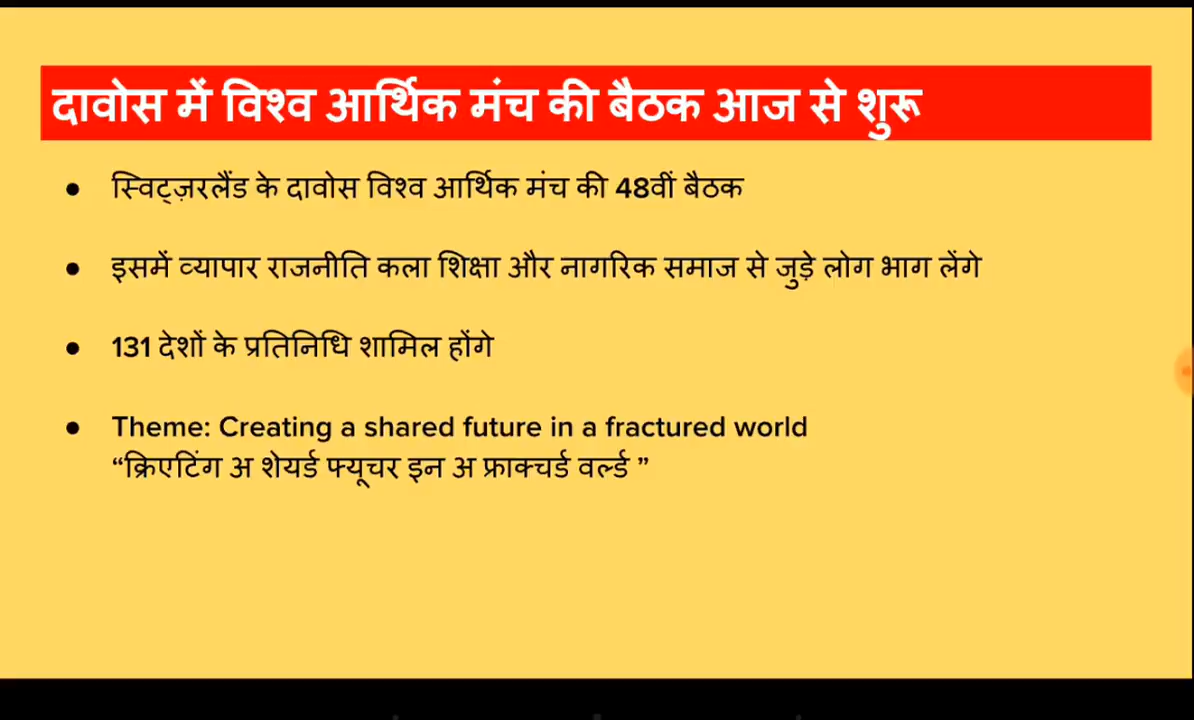 दावोस में विश्व आर्थिक मंच की बैठक आज से शुरू
● स्विट्ज़रलैंड के दावोस विश्व आर्थिक मंच की 48वीं बैठक
● इसमें व्यापार राजनीति कला शिक्षा और नागरिक समाज से जुड़े लोग भाग लेंगे
● 131 देशों के प्रतिनिधि शामिल होंगे
● Theme: Creating a shared future in a fractured world
“क्रिएटिंग अ शेयर्ड फ्यूचर इन अ फ्राक्चर्ड वर्ल्ड ”